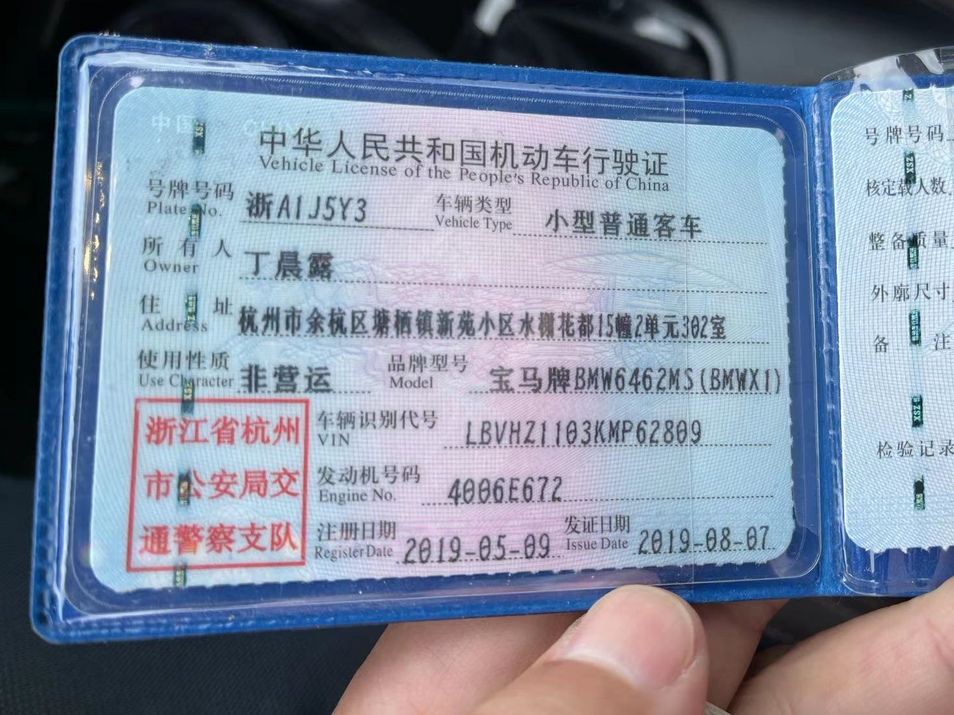 中华人民共和国机动车行驶证
Vehicle License of the People's Republic of China
号牌号码 浙A1J5Y3 车辆类型 小型普通客车
Plate No. Vehicle Type
所有人 丁晨露
Owner
住址 杭州市余杭区塘栖镇新苑小区水栅花都15幢2单元302室
Address
使用性质 非营运 品牌型号 宝马牌BMW6462MS(BMWX1)
Use Character Model
浙江省杭州
市公安局交
通警察支队
车辆识别代号 LBVHZ1103KMP62809
VIN
发动机号码 4006E672
Engine No.
注册日期 2019-05-09 发证日期 2019-08-07
Register Date Issue Date
号牌号码
核定载人数
整备质量
外廓尺寸
备注
检验记录